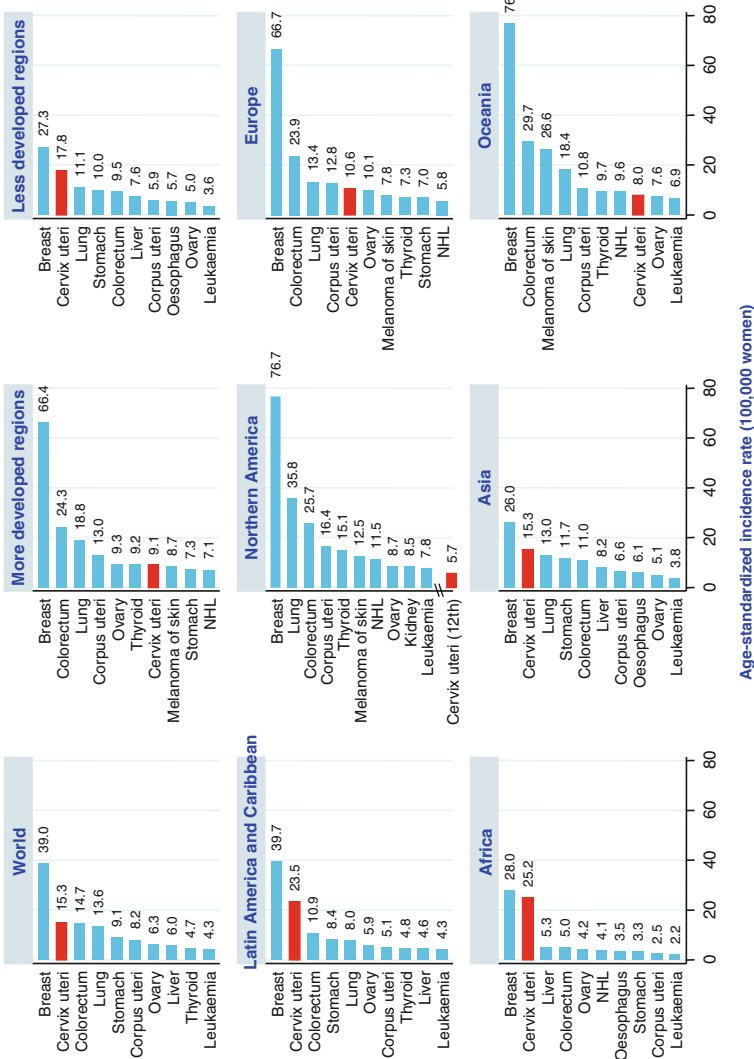 World
Breast 39.0
Cervix uteri 15.3
Colorectum 14.7
Lung 13.6
Stomach 9.1
Corpus uteri 8.2
Ovary 6.3
Liver 6.0
Thyroid 4.7
Leukaemia 4.3
More developed regions
Breast 66.4
Colorectum 24.3
Lung 18.8
Corpus uteri 13.0
Ovary 9.3
Thyroid 9.2
Cervix uteri 9.1
Melanoma of skin 8.7
Stomach 7.3
NHL 7.1
Less developed regions
Breast 27.3
Cervix uteri 17.8
Lung 11.1
Stomach 10.0
Colorectum 9.5
Liver 7.6
Corpus uteri 5.9
Oesophagus 5.7
Ovary 5.0
Leukaemia 3.6
Latin America and Caribbean
Breast 39.7
Cervix uteri 23.5
Colorectum 10.9
Stomach 8.4
Lung 8.0
Ovary 5.9
Corpus uteri 5.1
Thyroid 4.8
Liver 4.6
Leukaemia 4.3
Northern America
Breast 76.7
Lung 35.8
Colorectum 25.7
Corpus uteri 16.4
Thyroid 15.1
Melanoma of skin 12.5
NHL 11.5
Ovary 8.7
Kidney 8.5
Leukaemia 7.8
Cervix uteri (12th) 5.7
Europe
Breast 66.7
Colorectum 23.9
Lung 13.4
Corpus uteri 12.8
Cervix uteri 10.6
Ovary 10.1
Melanoma of skin 7.8
Thyroid 7.3
Stomach 7.0
NHL 5.8
Africa
Breast 28.0
Cervix uteri 25.2
Liver 5.3
Colorectum 5.0
Ovary 4.2
NHL 4.1
Oesophagus 3.5
Stomach 3.3
Corpus uteri 2.5
Leukaemia 2.2
0 20 40 60 80
Asia
Breast 26.0
Cervix uteri 15.3
Lung 13.0
Stomach 11.7
Colorectum 11.0
Liver 8.2
Corpus uteri 6.6
Oesophagus 6.1
Ovary 5.1
Leukaemia 3.8
0 20 40 60 80
Oceania
Breast
Colorectum 29.7
Melanoma of skin 26.6
Lung 18.4
Corpus uteri 10.8
Thyroid 9.7
NHL 9.6
Cervix uteri 8.0
Ovary 7.6
Leukaemia 6.9
0 20 40 60 80
Age-standardized incidence rate (100,000 women)